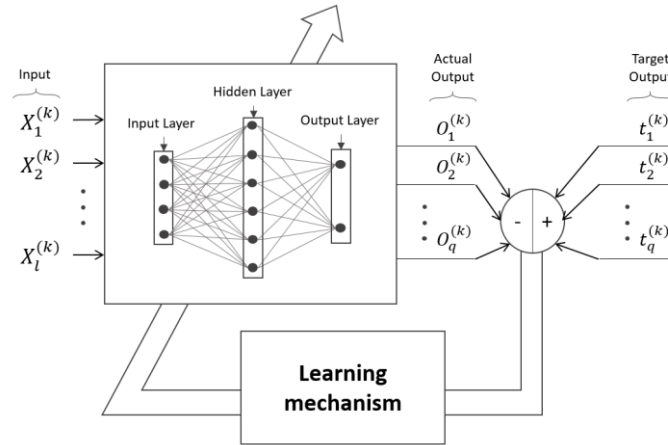 Input
X_1^(k)
X_2^(k)
X_l^(k)
Input Layer
Hidden Layer
Output Layer
Actual
Output
O_1^(k)
O_2^(k)
O_q^(k)
- +
Target
Output
t_1^(k)
t_2^(k)
t_q^(k)
Learning
mechanism